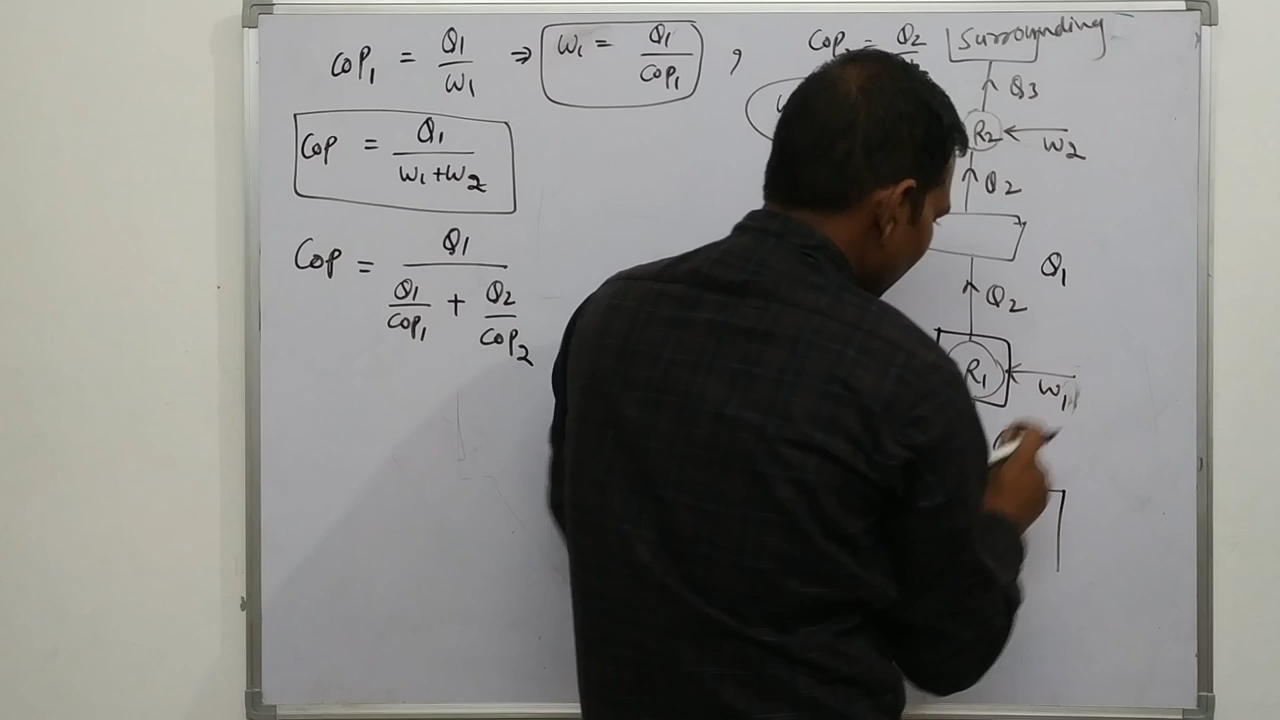 COP₁ = Q₁/W₁ ⇒ W₁ = Q₁/COP₁ , COP₂ = Q₂
COP = Q₁/(W₁+W₂)
COP = Q₁/(Q₁/COP₁ + Q₂/COP₂)
Surrounding
Q3
R₂
W₂
Q₂
Q₁
Q₂
R₁
W₁